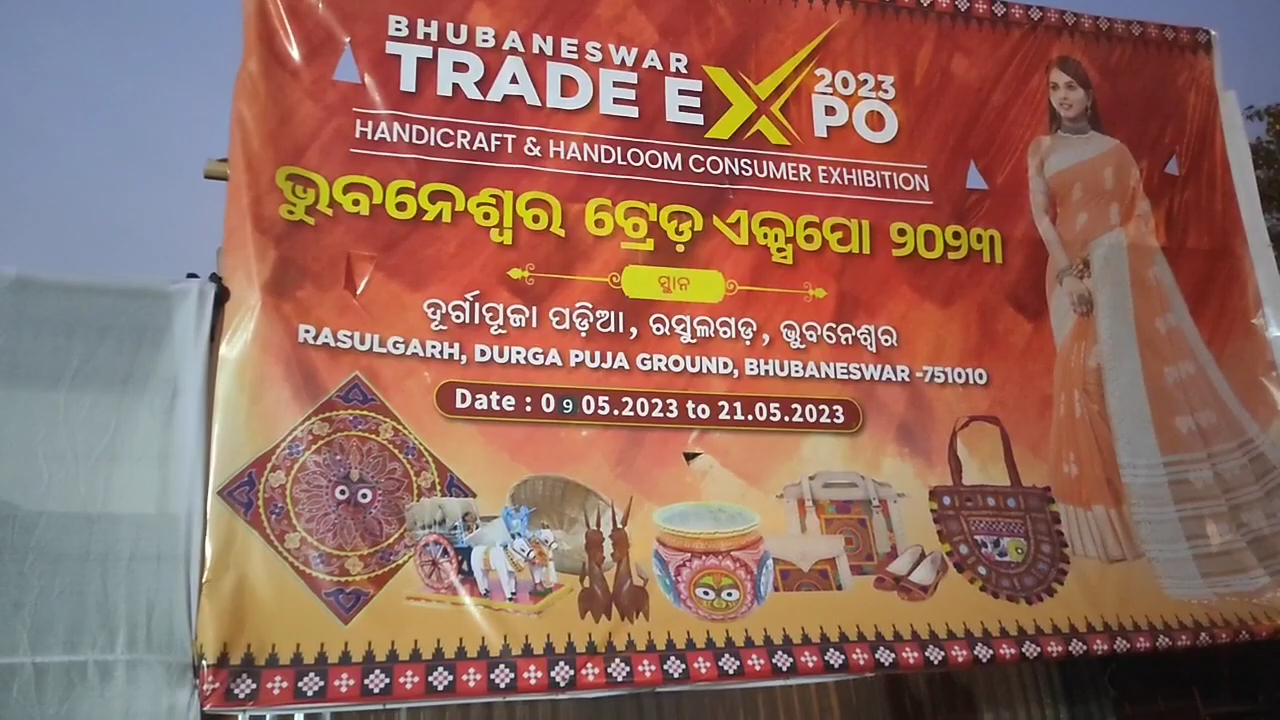 BHUBANESWAR
TRADE EXPO 2023
HANDICRAFT & HANDLOOM CONSUMER EXHIBITION
ଭୁବନେଶ୍ୱର ଟ୍ରେଡ଼ ଏକ୍ସପୋ ୨୦୨୩
ସ୍ଥାନ
ଦୂର୍ଗାପୂଜା ପଡ଼ିଆ, ରସୁଲଗଡ଼, ଭୁବନେଶ୍ୱର
RASULGARH, DURGA PUJA GROUND, BHUBANESWAR -751010
Date : 09.05.2023 to 21.05.2023